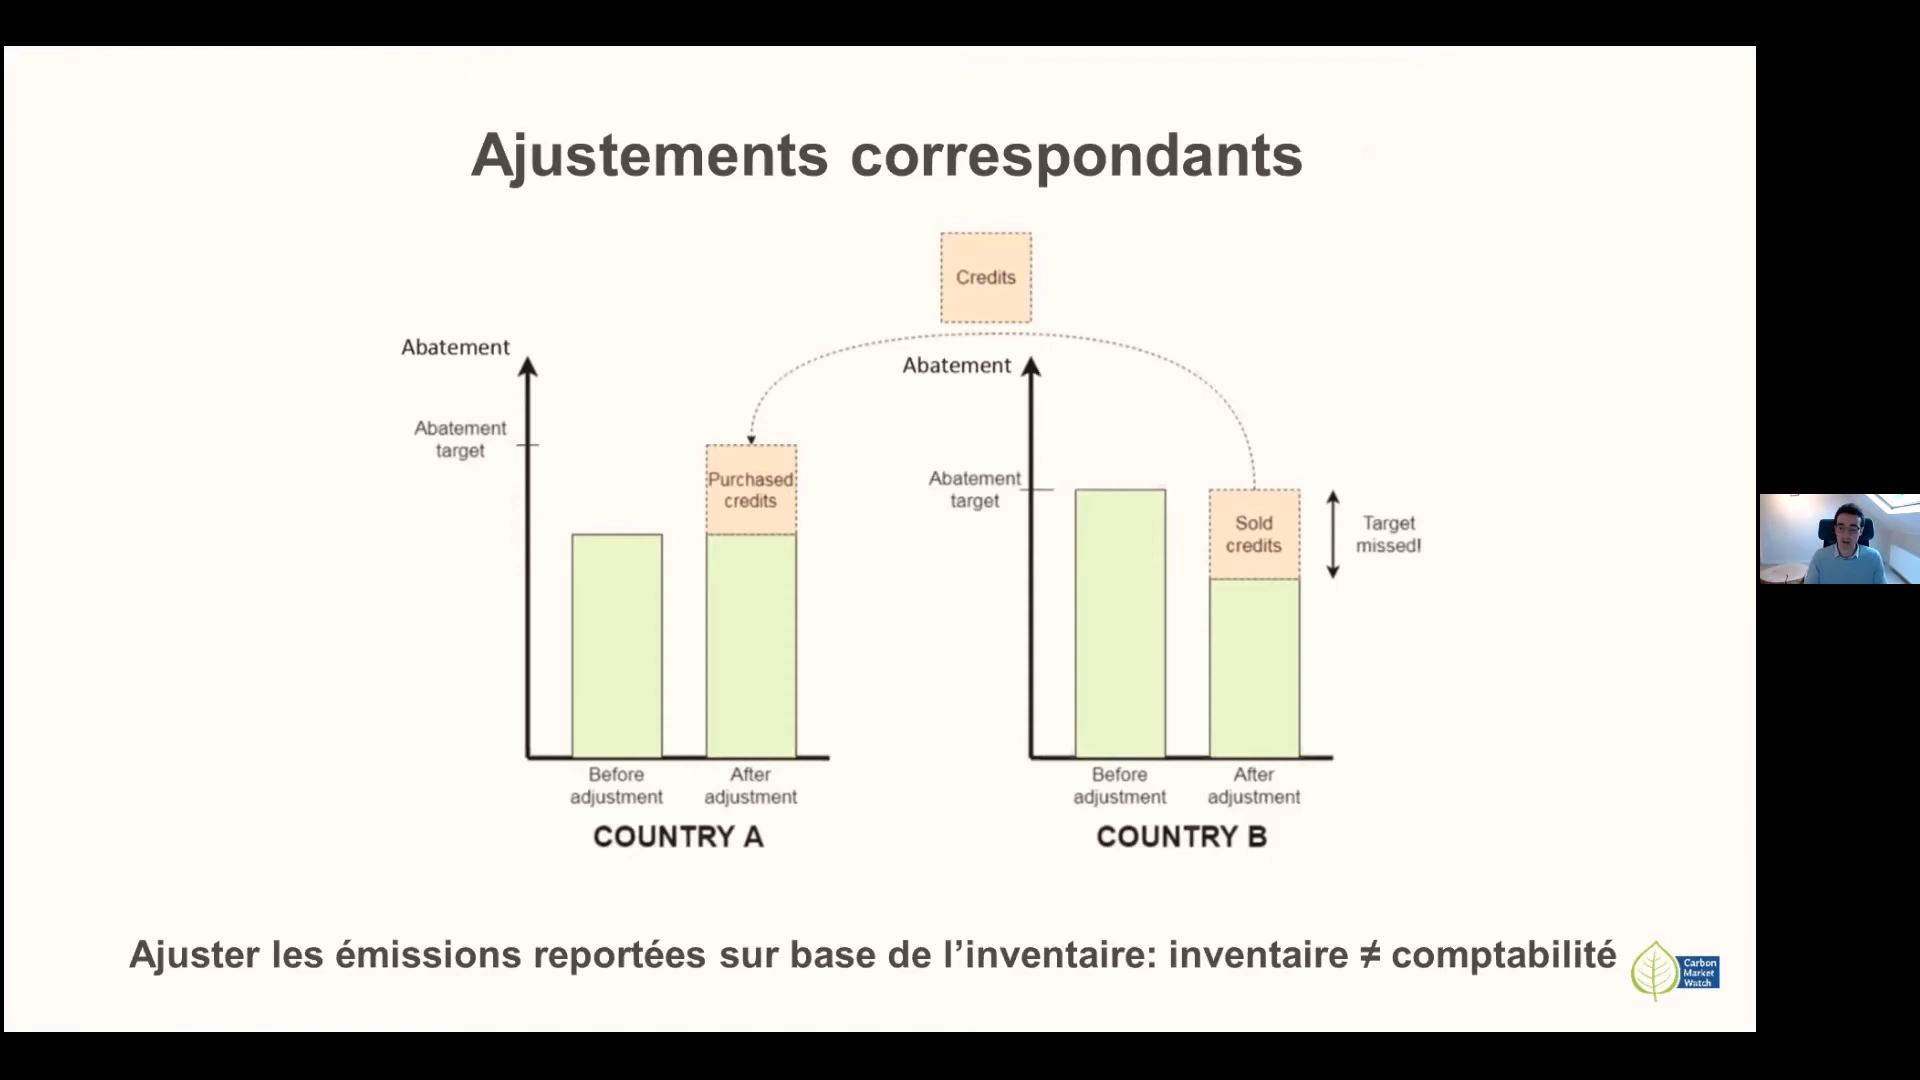 Ajustements correspondants
Credits
Abatement
Abatement
target
Purchased
credits
Before
adjustment
After
adjustment
COUNTRY A
Abatement
Abatement
target
Sold
credits
Target
missed!
Before
adjustment
After
adjustment
COUNTRY B
Ajuster les émissions reportées sur base de l’inventaire: inventaire ≠ comptabilité
Carbon
Market
Watch